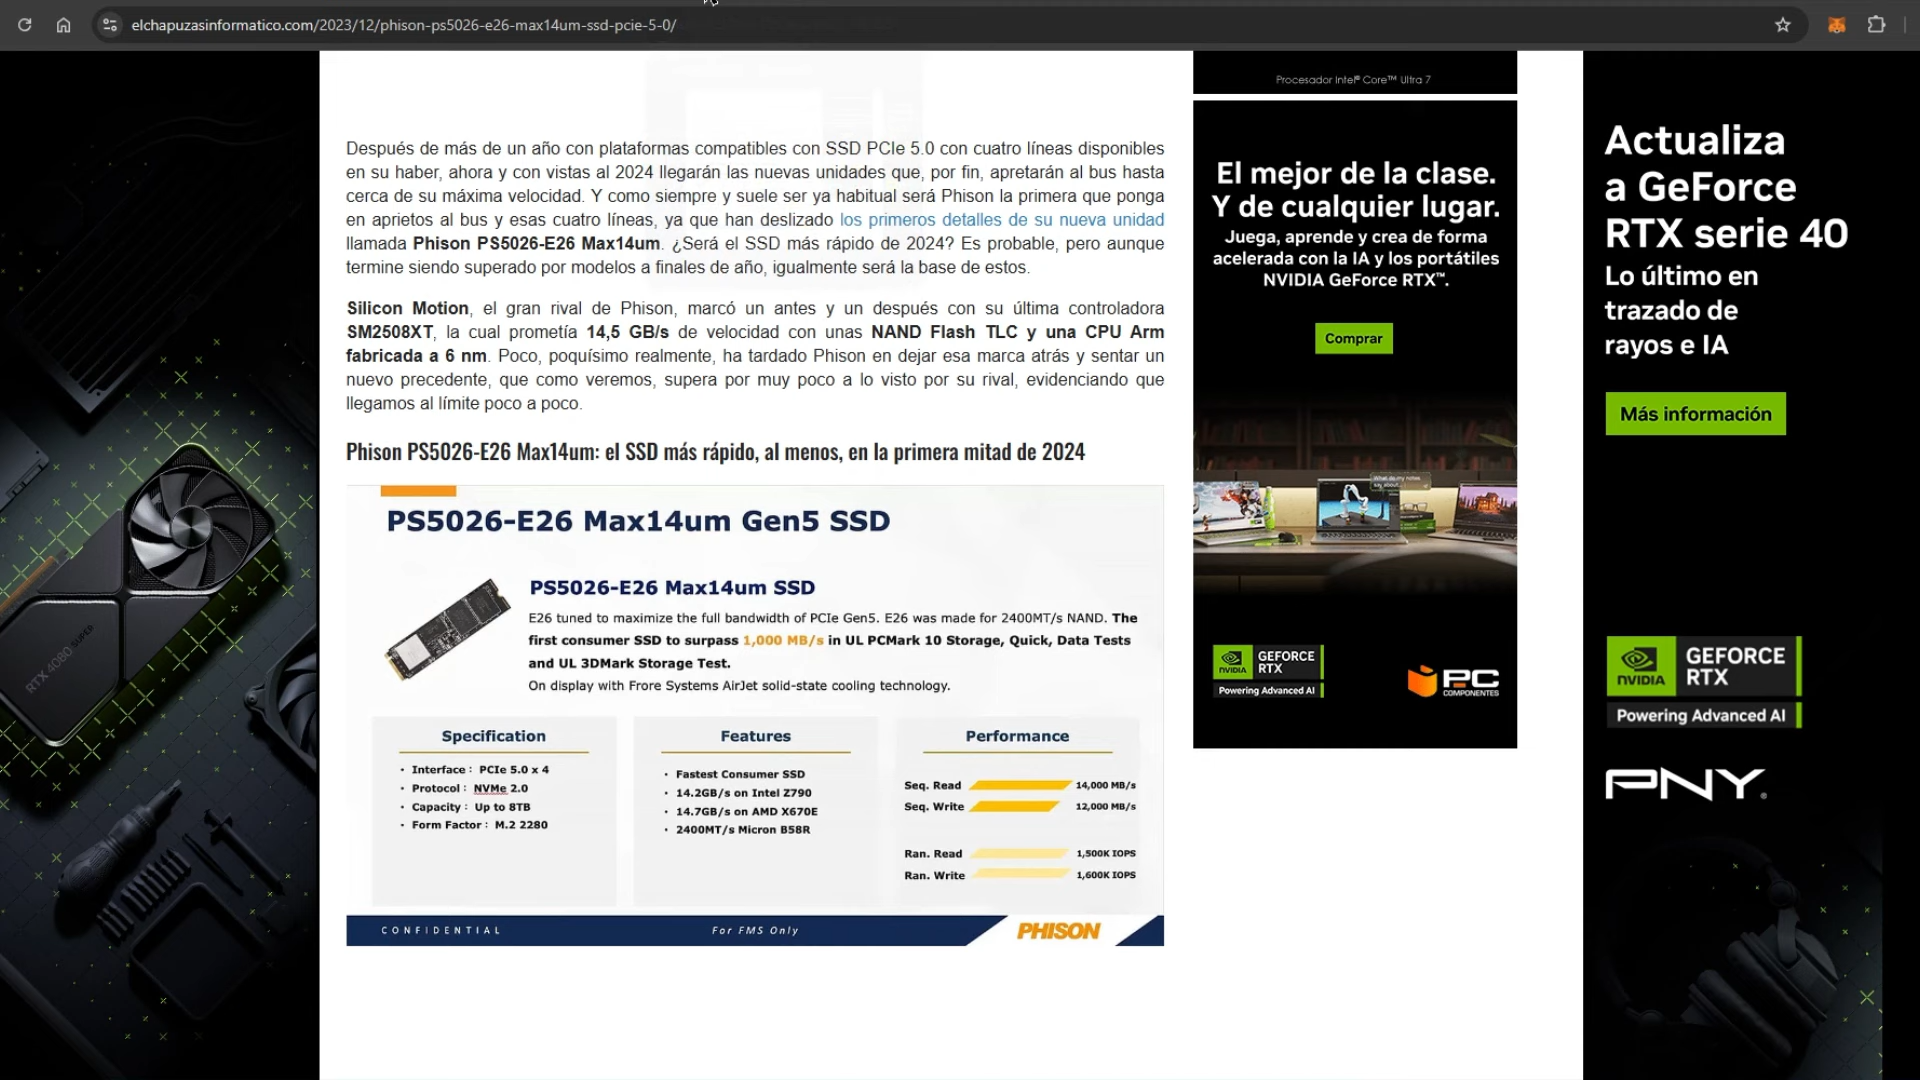 elchapuzasinformatico.com/2023/12/phison-ps5026-e26-max14um-ssd-pcie-5-0/
Después de más de un año con plataformas compatibles con SSD PCIe 5.0 con cuatro líneas disponibles
en su haber, ahora y con vistas al 2024 llegarán las nuevas unidades que, por fin, apretarán al bus hasta
cerca de su máxima velocidad. Y como siempre y suele ser ya habitual será Phison la primera que ponga
en aprietos al bus y esas cuatro líneas, ya que han deslizado los primeros detalles de su nueva unidad
llamada Phison PS5026-E26 Max14um. ¿Será el SSD más rápido de 2024? Es probable, pero aunque
termine siendo superado por modelos a finales de año, igualmente será la base de estos.
Silicon Motion, el gran rival de Phison, marcó un antes y un después con su última controladora
SM2508XT, la cual prometía 14,5 GB/s de velocidad con unas NAND Flash TLC y una CPU Arm
fabricada a 6 nm. Poco, poquísimo realmente, ha tardado Phison en dejar esa marca atrás y sentar un
nuevo precedente, que como veremos, supera por muy poco a lo visto por su rival, evidenciando que
llegamos al límite poco a poco.
Phison PS5026-E26 Max14um: el SSD más rápido, al menos, en la primera mitad de 2024
PS5026-E26 Max14um Gen5 SSD
PS5026-E26 Max14um SSD
E26 tuned to maximize the full bandwidth of PCIe Gen5. E26 was made for 2400MT/s NAND. The
first consumer SSD to surpass 1,000 MB/s in UL PCMark 10 Storage, Quick, Data Tests
and UL 3DMark Storage Test.
On display with Frore Systems AirJet solid-state cooling technology.
Specification
• Interface : PCIe 5.0 x 4
• Protocol : NVMe 2.0
• Capacity : Up to 8TB
• Form Factor : M.2 2280
Features
• Fastest Consumer SSD
• 14.2GB/s on Intel Z790
• 14.7GB/s on AMD X670E
• 2400MT/s Micron B58R
Performance
Seq. Read 14,000 MB/s
Seq. Write 12,000 MB/s
Ran. Read 1,500K IOPS
Ran. Write 1,600K IOPS
CONFIDENTIAL
For FMS Only
PHISON
Procesador Intel® Core™ Ultra 7
El mejor de la clase.
Y de cualquier lugar.
Juega, aprende y crea de forma
acelerada con la IA y los portátiles
NVIDIA GeForce RTX™.
Comprar
What do my notes
say about...
NVIDIA
GEFORCE
RTX
Powering Advanced AI
PC
COMPONENTES
Actualiza
a GeForce
RTX serie 40
Lo último en
trazado de
rayos e IA
Más información
NVIDIA
GEFORCE
RTX
Powering Advanced AI
PNY®
RTX 4080 SUPER